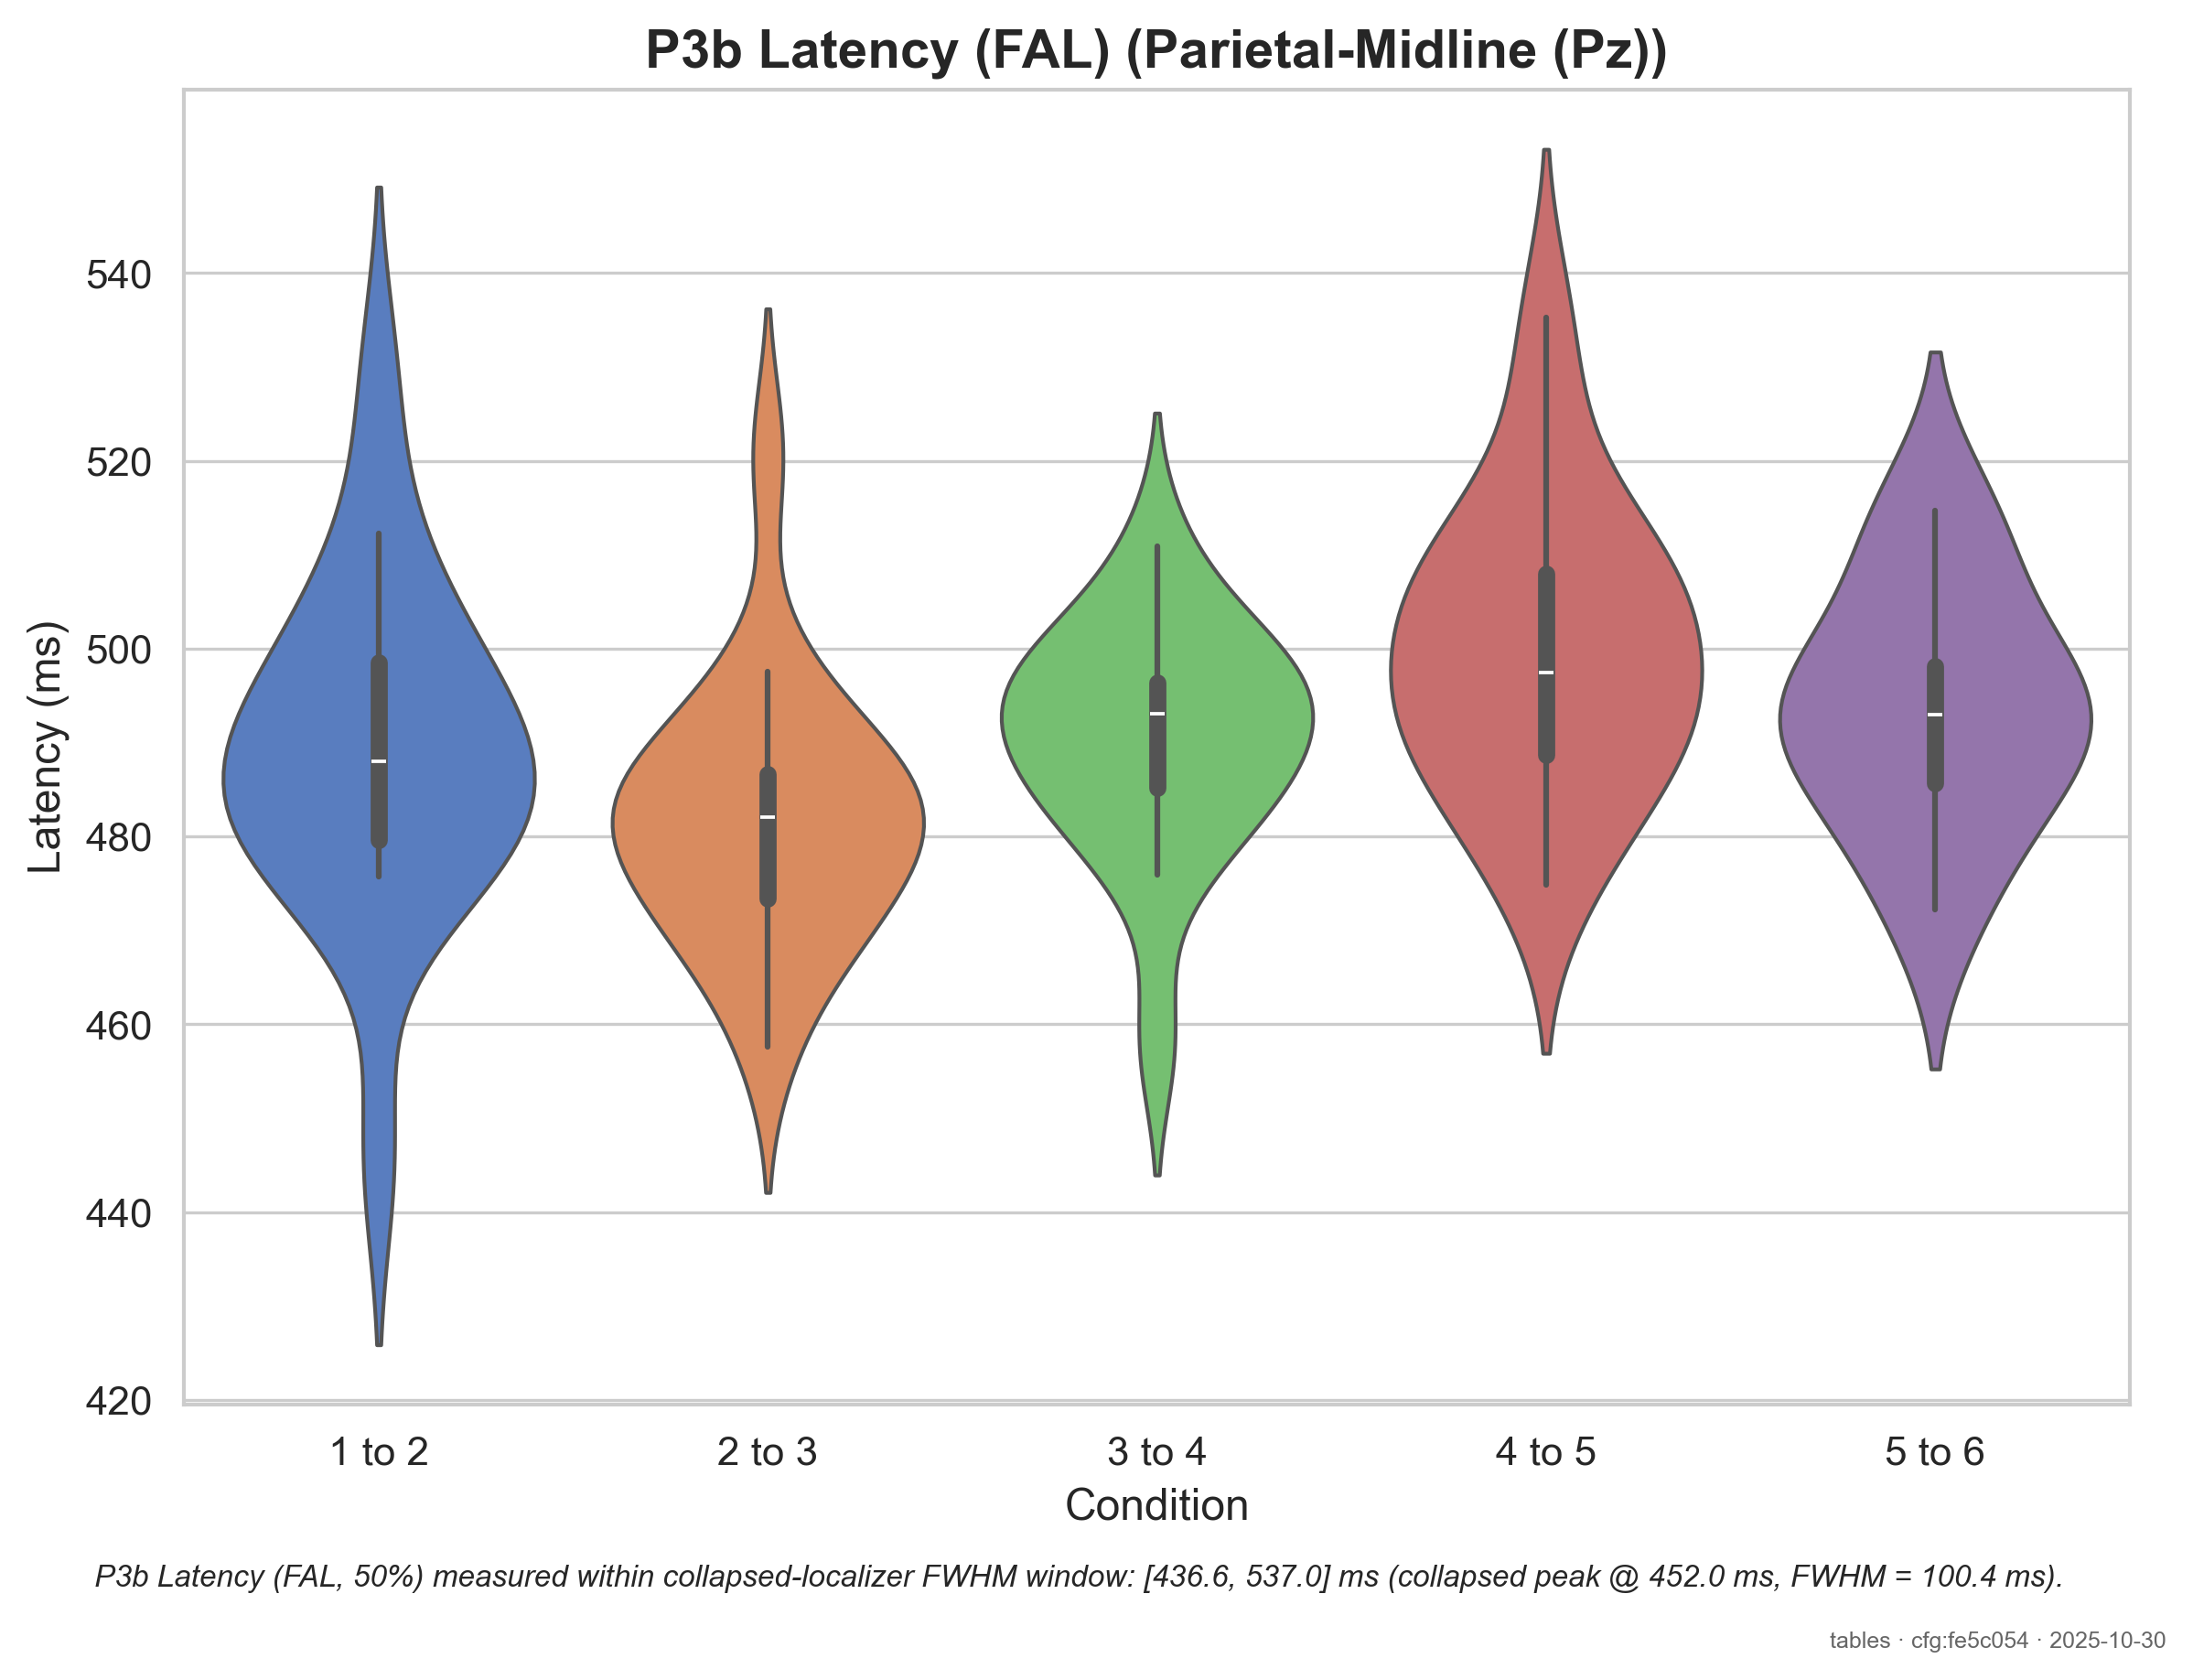 P3b Latency (FAL) (Parietal-Midline (Pz))
Latency (ms)
540
520
500
480
460
440
420
1 to 2
2 to 3
3 to 4
4 to 5
5 to 6
Condition
P3b Latency (FAL, 50%) measured within collapsed-localizer FWHM window: [436.6, 537.0] ms (collapsed peak @ 452.0 ms, FWHM = 100.4 ms).
tables · cfg:fe5c054 · 2025-10-30